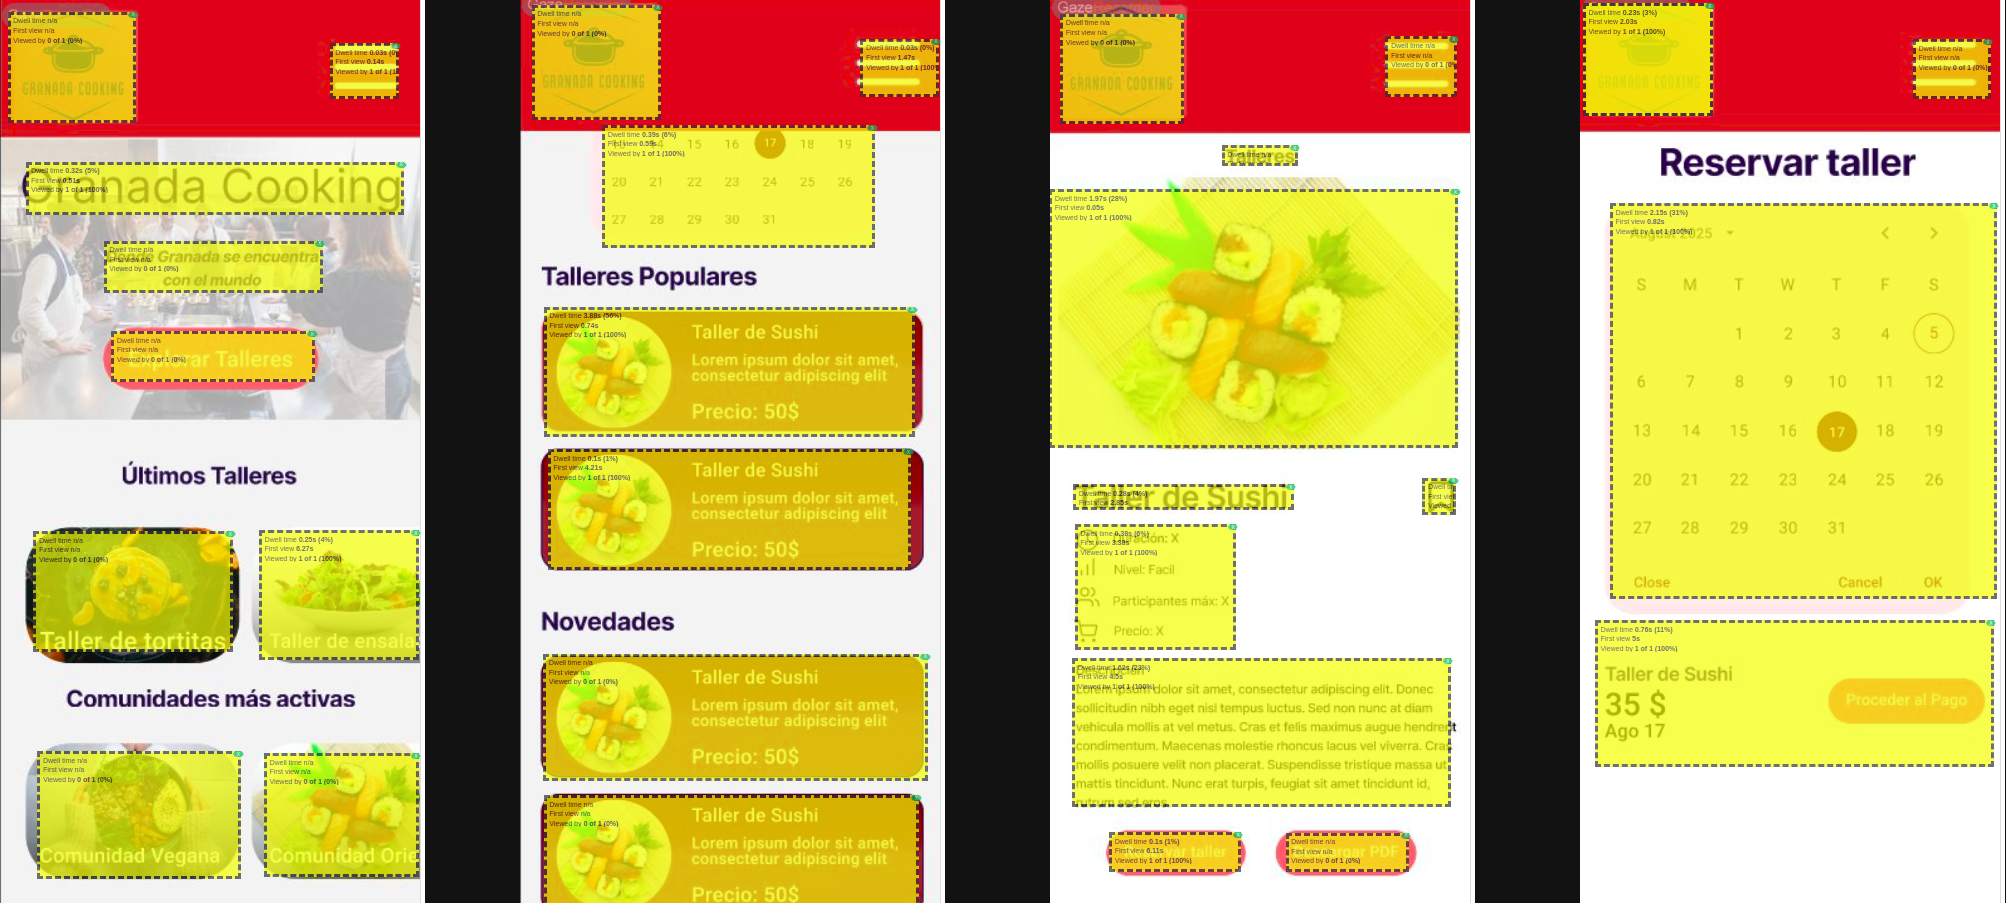 Dwell time n/a
First view n/a
Viewed by 0 of 1 (0%)
GRANADA COOKING
Dwell time 0.03s (0
First view 0.14s
Viewed by 1 of 1 (1
Dwell time 0.32s (5%)
First view 0.51s
Viewed by 1 of 1 (100%)
Granada Cooking
Dwell time n/a
First view n/a
Viewed by 0 of 1 (0%)
Donde Granada se encuentra
con el mundo
Dwell time n/a
First view n/a
Viewed by 0 of 1 (0%)
Explorar Talleres
Últimos Talleres
Dwell time n/a
First view n/a
Viewed by 0 of 1 (0%)
Taller de tortitas
Dwell time 0.25s (4%)
First view 6.27s
Viewed by 1 of 1 (100%)
Taller de ensala
Comunidades más activas
Dwell time n/a
First view n/a
Viewed by 0 of 1 (0%)
Comunidad Vegana
Dwell time n/a
First view n/a
Viewed by 0 of 1 (0%)
Comunidad Orie
Dwell time n/a
First view n/a
Viewed by 0 of 1 (0%)
GRANADA COOKING
Dwell time 0.03s (0%)
First view 1.47s
Viewed by 1 of 1 (100
Dwell time 0.39s (6%)
First view 0.59s
Viewed by 1 of 1 (100%)
15 16 17 18 19
20 21 22 23 24 25 26
27 28 29 30 31
Talleres Populares
Dwell time 3.88s (56%)
First view 0.74s
Viewed by 1 of 1 (100%)
Taller de Sushi
Lorem ipsum dolor sit amet,
consectetur adipiscing elit
Precio: 50$
Dwell time 0.1s (1%)
First view 4.21s
Viewed by 1 of 1 (100%)
Taller de Sushi
Lorem ipsum dolor sit amet,
consectetur adipiscing elit
Precio: 50$
Novedades
Dwell time n/a
First view n/a
Viewed by 0 of 1 (0%)
Taller de Sushi
Lorem ipsum dolor sit amet,
consectetur adipiscing elit
Precio: 50$
Dwell time n/a
First view n/a
Viewed by 0 of 1 (0%)
Taller de Sushi
Lorem ipsum dolor sit amet,
consectetur adipiscing elit
Precio: 50$
GazeRecorder
Dwell time n/a
First view n/a
Viewed by 0 of 1 (0%)
GRANADA COOKING
Dwell time n/a
First view n/a
Viewed by 0 of 1 (0%
Dwell time n/a
Talleres
Dwell time 1.97s (28%)
First view 0.05s
Viewed by 1 of 1 (100%)
Dwell time 0.28s (4%)
First view 2.85s
Taller de Sushi
Dwell ti
First vie
Viewed
Dwell time 0.38s (6%)
First view 3.38s
Viewed by 1 of 1 (100%)
Duración: X
Nivel: Facil
Participantes máx: X
Precio: X
Dwell time 1.62s (23%)
First view 4.5s
Viewed by 1 of 1 (100%)
Descripción
Lorem ipsum dolor sit amet, consectetur adipiscing elit. Donec
sollicitudin nibh eget nisl tempus luctus. Sed non nunc at diam
vehicula mollis at vel metus. Cras et felis maximus augue hendrerit
condimentum. Maecenas molestie rhoncus lacus vel viverra. Cras
mollis posuere velit non placerat. Suspendisse tristique massa ut
mattis tincidunt. Nunc erat turpis, feugiat sit amet tincidunt id,
rutrum sed eros.
Dwell time 0.1s (1%)
First view 6.11s
Viewed by 1 of 1 (100%)
taller
Dwell time n/a
First view n/a
Viewed by 0 of 1 (0%)
PDF
Dwell time 0.23s (3%)
First view 2.03s
Viewed by 1 of 1 (100%)
GRANADA COOKING
Dwell time n/a
First view n/a
Viewed by 0 of 1 (0%)
Reservar taller
Dwell time 2.15s (31%)
First view 0.82s
Viewed by 1 of 1 (100%)
August 2025
S M T W T F S
1 2 3 4 5
6 7 8 9 10 11 12
13 14 15 16 17 18 19
20 21 22 23 24 25 26
27 28 29 30 31
Close Cancel OK
Dwell time 0.76s (11%)
First view 5s
Viewed by 1 of 1 (100%)
Taller de Sushi
35 $
Ago 17
Proceder al Pago